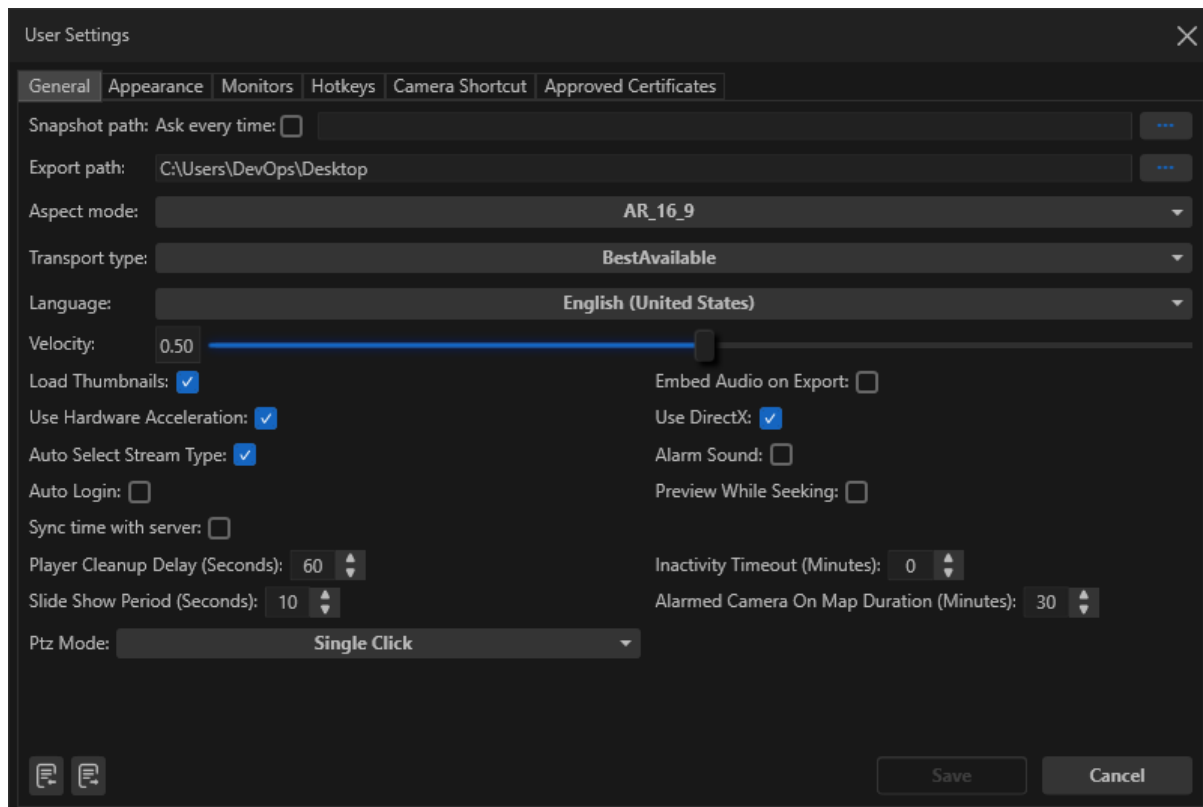 User Settings
General Appearance Monitors Hotkeys Camera Shortcut Approved Certificates
Snapshot path: Ask every time:
Export path: C:\Users\DevOps\Desktop
Aspect mode: AR_16_9
Transport type: BestAvailable
Language: English (United States)
Velocity: 0.50
Load Thumbnails: Embed Audio on Export:
Use Hardware Acceleration: Use DirectX:
Auto Select Stream Type: Alarm Sound:
Auto Login: Preview While Seeking:
Sync time with server:
Player Cleanup Delay (Seconds): 60 Inactivity Timeout (Minutes): 0
Slide Show Period (Seconds): 10 Alarmed Camera On Map Duration (Minutes): 30
Ptz Mode: Single Click
Save Cancel